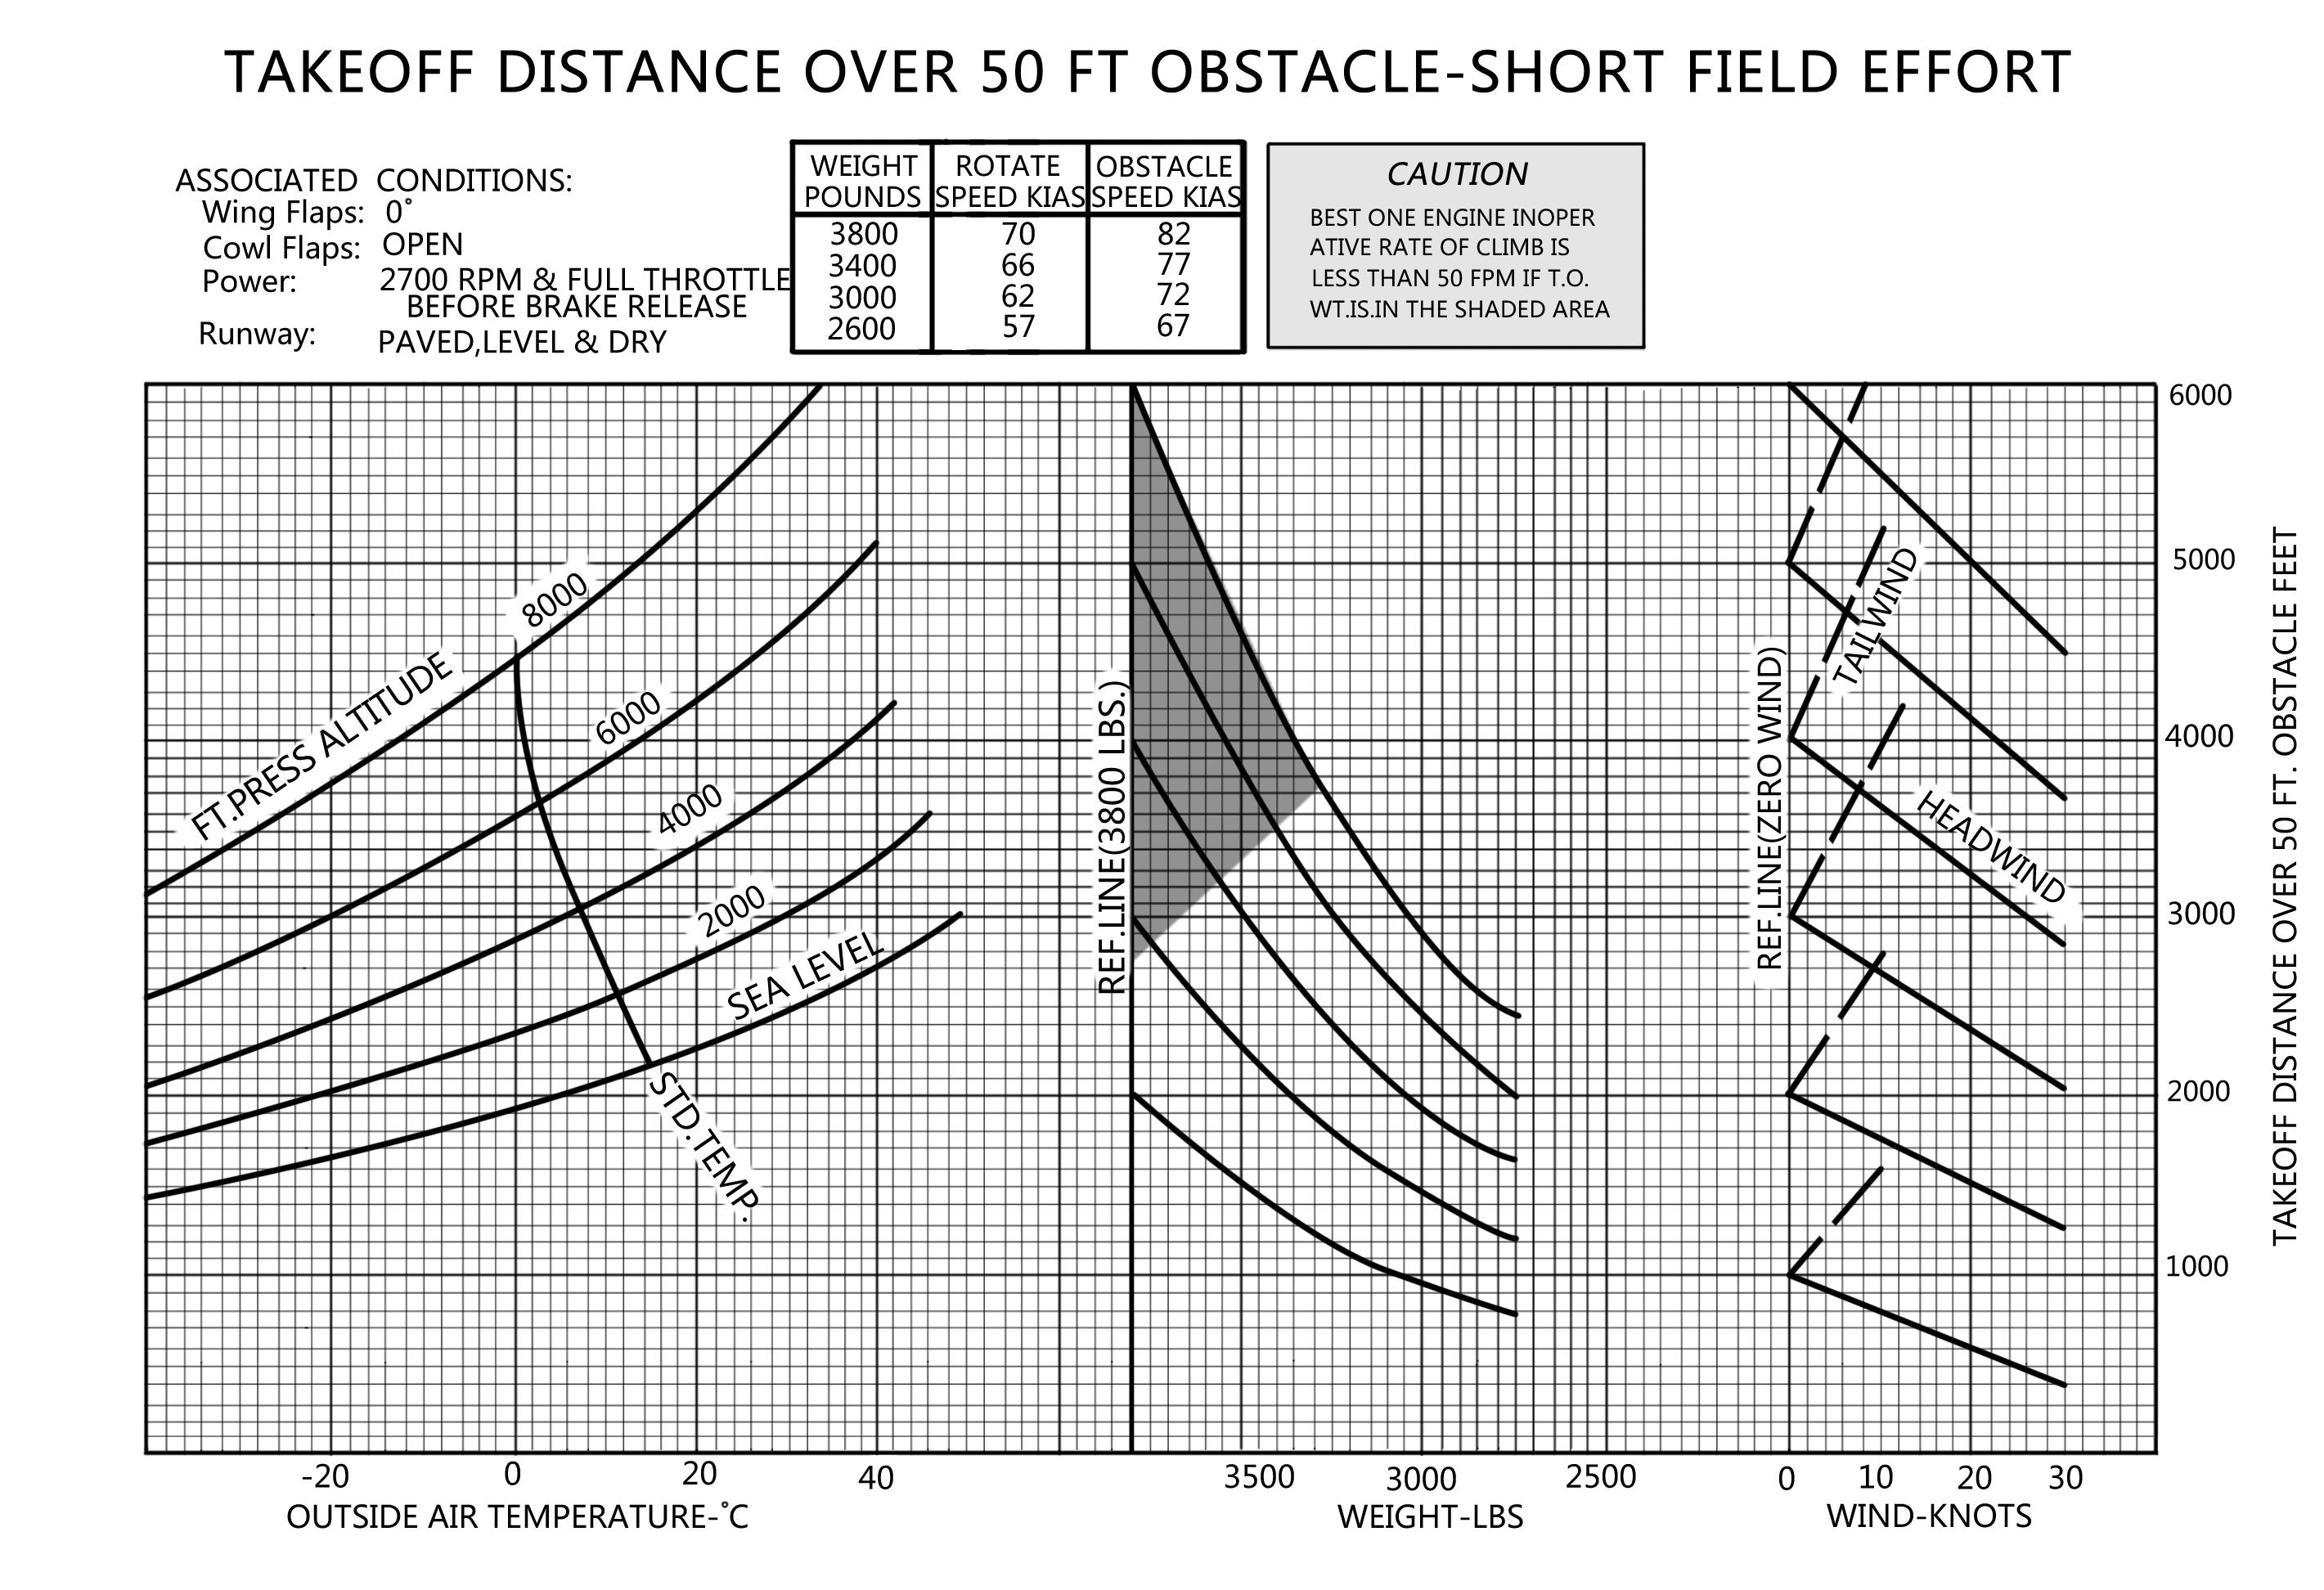 TAKEOFF DISTANCE OVER 50 FT OBSTACLE-SHORT FIELD EFFORT
ASSOCIATED CONDITIONS:
Wing Flaps: 0°
Cowl Flaps: OPEN
Power: 2700 RPM & FULL THROTTLE
BEFORE BRAKE RELEASE
Runway: PAVED,LEVEL & DRY
WEIGHT POUNDS ROTATE SPEED KIAS OBSTACLE SPEED KIAS
3800 70 82
3400 66 77
3000 62 72
2600 57 67
CAUTION
BEST ONE ENGINE INOPER
ATIVE RATE OF CLIMB IS
LESS THAN 50 FPM IF T.O.
WT.IS.IN THE SHADED AREA
FT.PRESS ALTITUDE
8000
6000
4000
2000
SEA LEVEL
STD.TEMP.
REF.LINE(3800 LBS.)
REF.LINE(ZERO WIND)
TAILWIND
HEADWIND
6000
5000
4000
3000
2000
1000
TAKEOFF DISTANCE OVER 50 FT. OBSTACLE FEET
-20 0 20 40
OUTSIDE AIR TEMPERATURE-°C
3500 3000 2500
WEIGHT-LBS
0 10 20 30
WIND-KNOTS